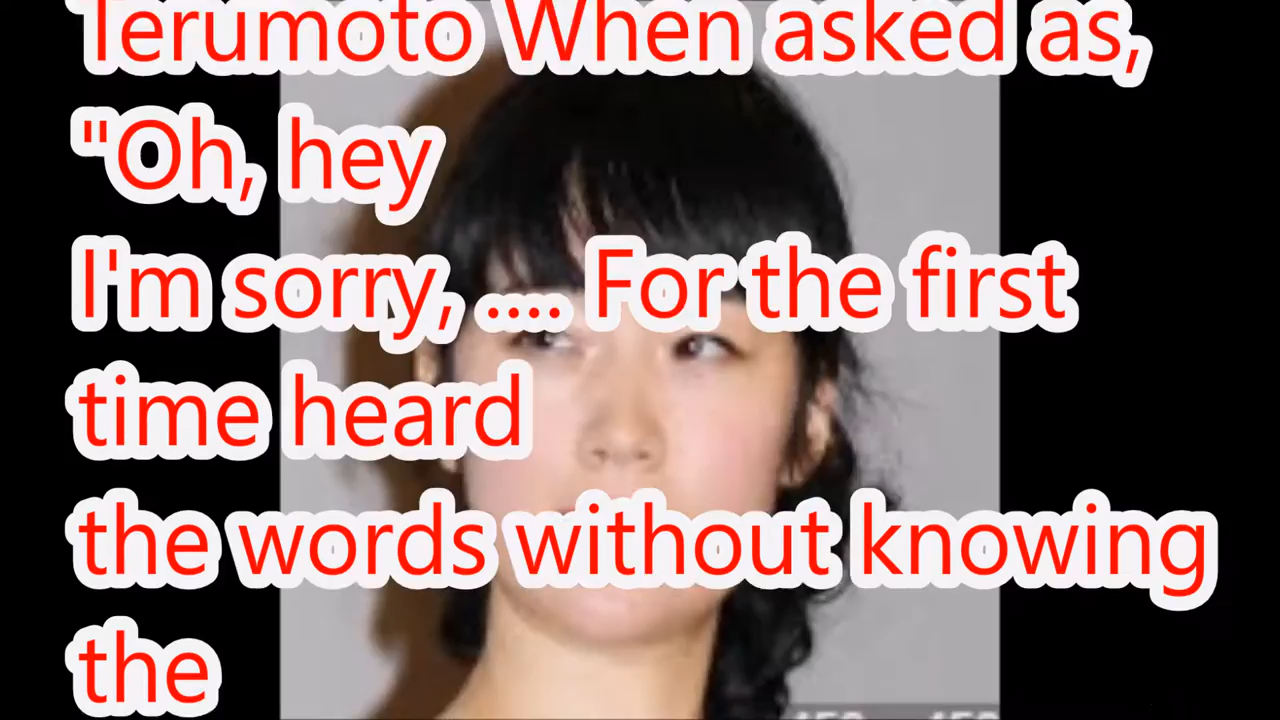 Terumoto When asked as,
"Oh, hey
I'm sorry, .... For the first
time heard
the words without knowing
the